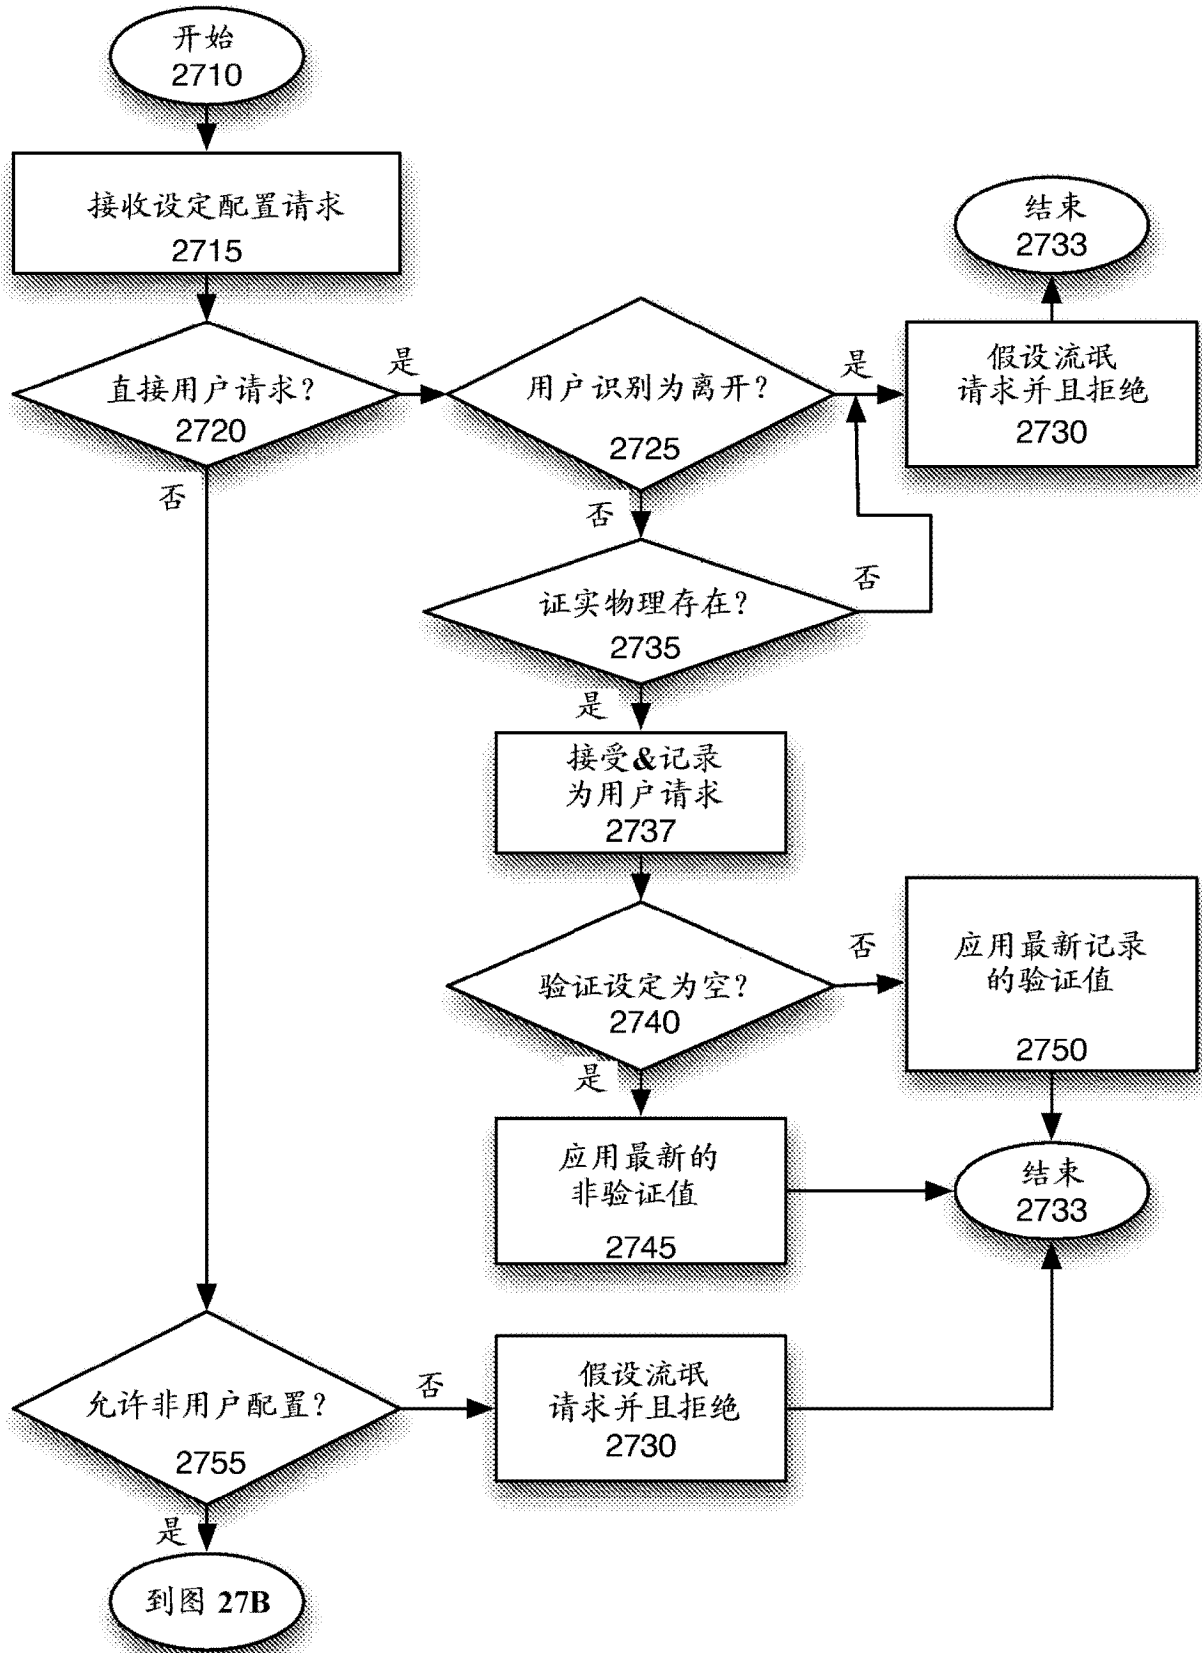 开始
2710
接收设定配置请求
2715
直接用户请求?
2720
是
否
用户识别为离开?
2725
是
否
假设流氓
请求并且拒绝
2730
结束
2733
证实物理存在?
2735
否
是
接受&记录
为用户请求
2737
验证设定为空?
2740
否
是
应用最新记录
的验证值
2750
应用最新的
非验证值
2745
结束
2733
允许非用户配置?
2755
否
是
假设流氓
请求并且拒绝
2730
到图 27B